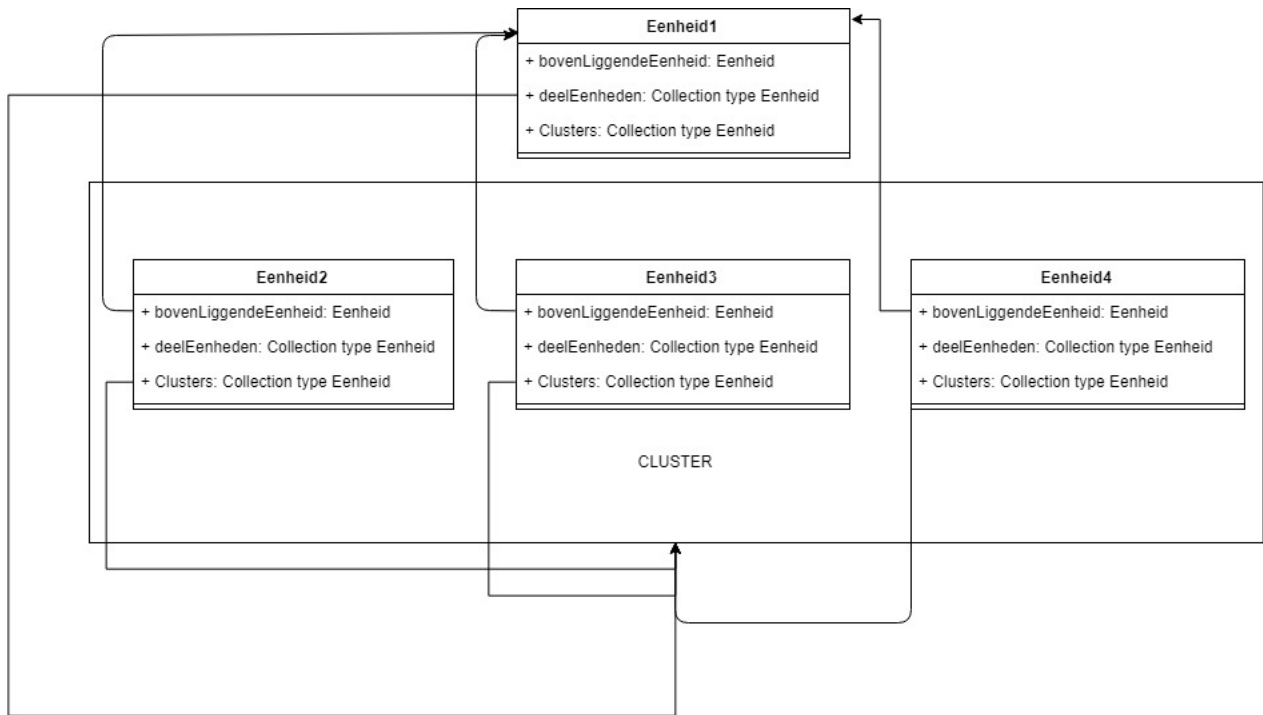 Eenheid1
+ bovenLiggendeEenheid: Eenheid
+ deelEenheden: Collection type Eenheid
+ Clusters: Collection type Eenheid
Eenheid2
+ bovenLiggendeEenheid: Eenheid
+ deelEenheden: Collection type Eenheid
+ Clusters: Collection type Eenheid
Eenheid3
+ bovenLiggendeEenheid: Eenheid
+ deelEenheden: Collection type Eenheid
+ Clusters: Collection type Eenheid
Eenheid4
+ bovenLiggendeEenheid: Eenheid
+ deelEenheden: Collection type Eenheid
+ Clusters: Collection type Eenheid
CLUSTER